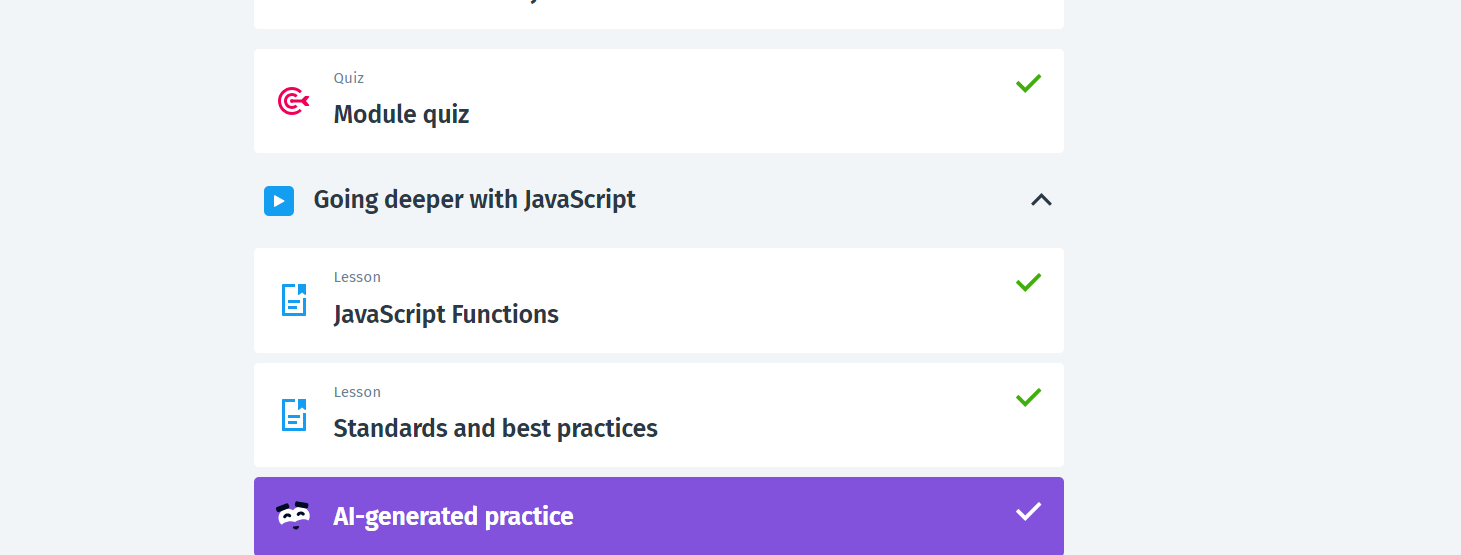 Quiz
Module quiz
Going deeper with JavaScript
Lesson
JavaScript Functions
Lesson
Standards and best practices
AI-generated practice